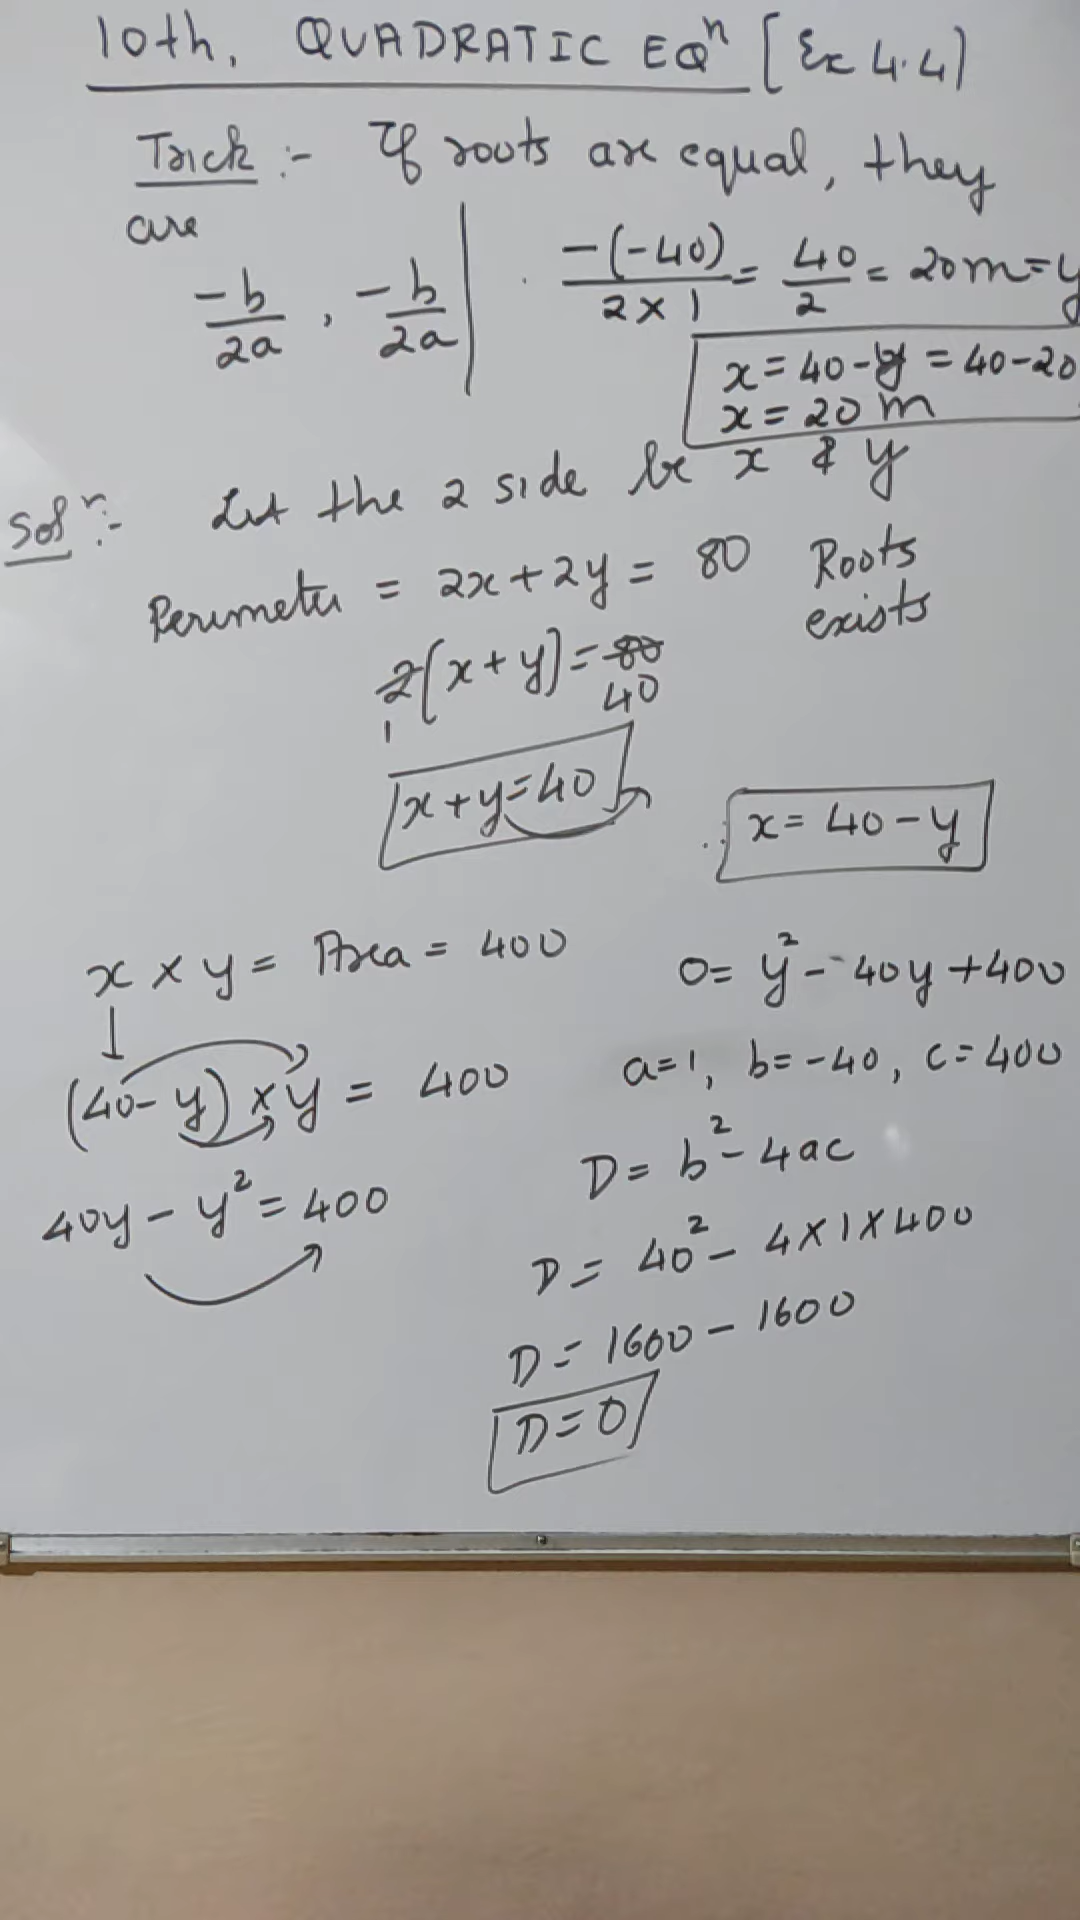 10th, QUADRATIC EQⁿ [Ex 4.4]
Trick :- If roots are equal, they
are
-b/2a , -b/2a | -(-40)/2×1 = 40/2 = 20m = y
x = 40 - y = 40 - 20
x = 20 m
Solⁿ :- Let the 2 side be x & y
Perimeter = 2x + 2y = 80 Roots
exists
2(x + y) = 80
1 40
x + y = 40
∴ x = 40 - y
x × y = Area = 400
(40 - y) × y = 400
40y - y² = 400
0 = y² - 40y + 400
a = 1, b = -40, c = 400
D = b² - 4ac
D = 40² - 4×1×400
D = 1600 - 1600
D = 0